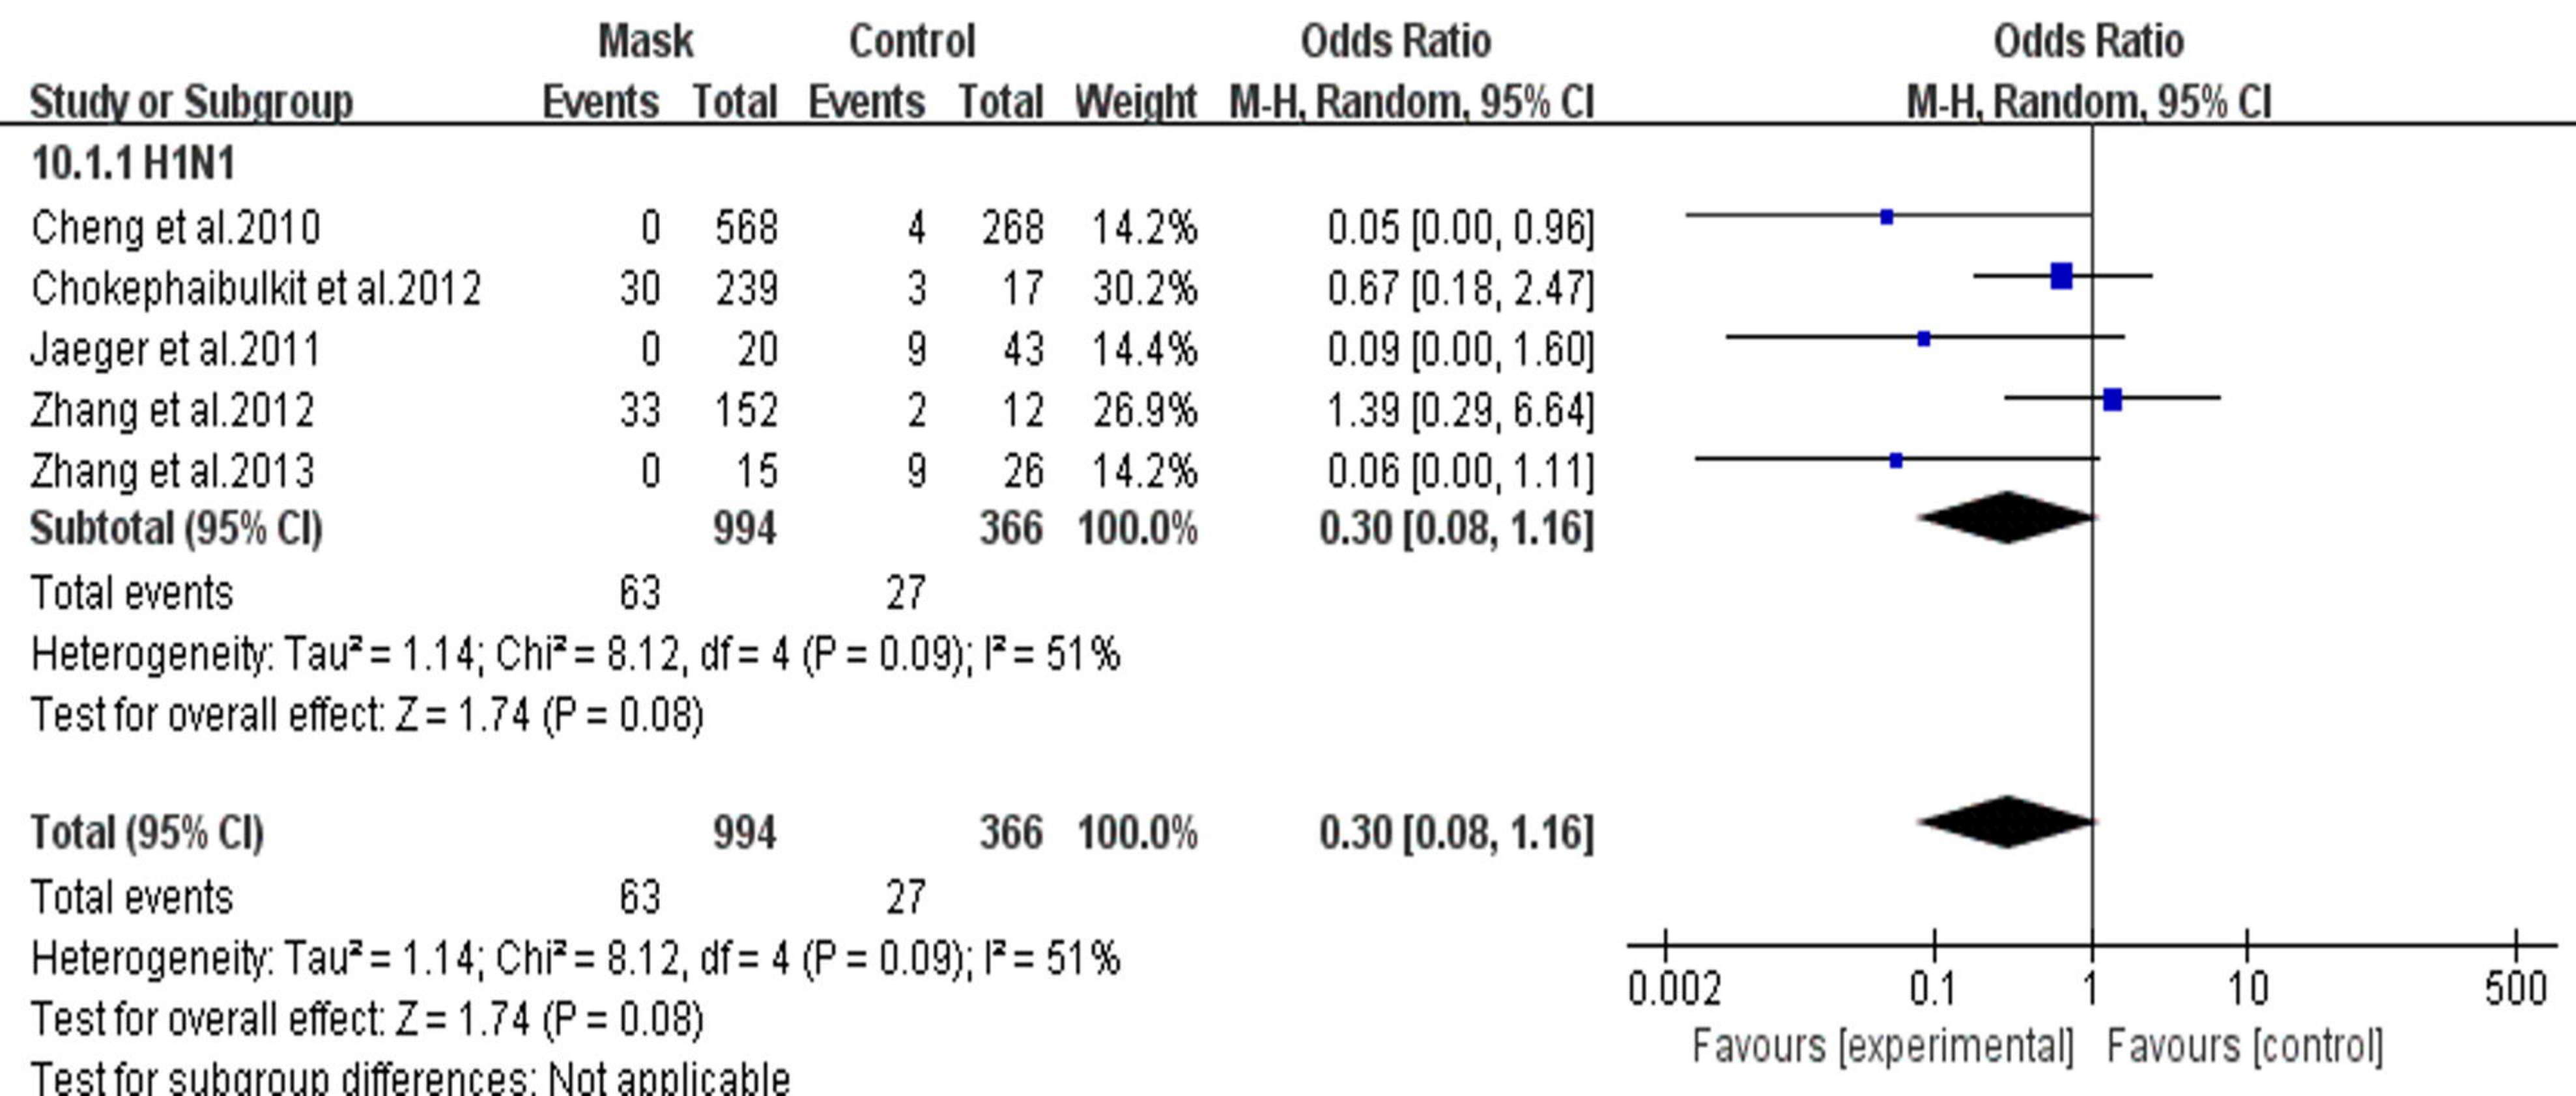 Mask Control Odds Ratio Odds Ratio
Study or Subgroup Events Total Events Total Weight M-H, Random, 95% CI M-H, Random, 95% CI
10.1.1 H1N1
Cheng et al.2010 0 568 4 268 14.2% 0.05 [0.00, 0.96]
Chokephaibulkit et al.2012 30 239 3 17 30.2% 0.67 [0.18, 2.47]
Jaeger et al.2011 0 20 9 43 14.4% 0.09 [0.00, 1.60]
Zhang et al.2012 33 152 2 12 26.9% 1.39 [0.29, 6.64]
Zhang et al.2013 0 15 9 26 14.2% 0.06 [0.00, 1.11]
Subtotal (95% CI) 994 366 100.0% 0.30 [0.08, 1.16]
Total events 63 27
Heterogeneity: Tau² = 1.14; Chi² = 8.12, df = 4 (P = 0.09); I² = 51%
Test for overall effect: Z = 1.74 (P = 0.08)
Total (95% CI) 994 366 100.0% 0.30 [0.08, 1.16]
Total events 63 27
Heterogeneity: Tau² = 1.14; Chi² = 8.12, df = 4 (P = 0.09); I² = 51%
Test for overall effect: Z = 1.74 (P = 0.08)
Test for subgroup differences: Not applicable
0.002 0.1 1 10 500
Favours [experimental] Favours [control]